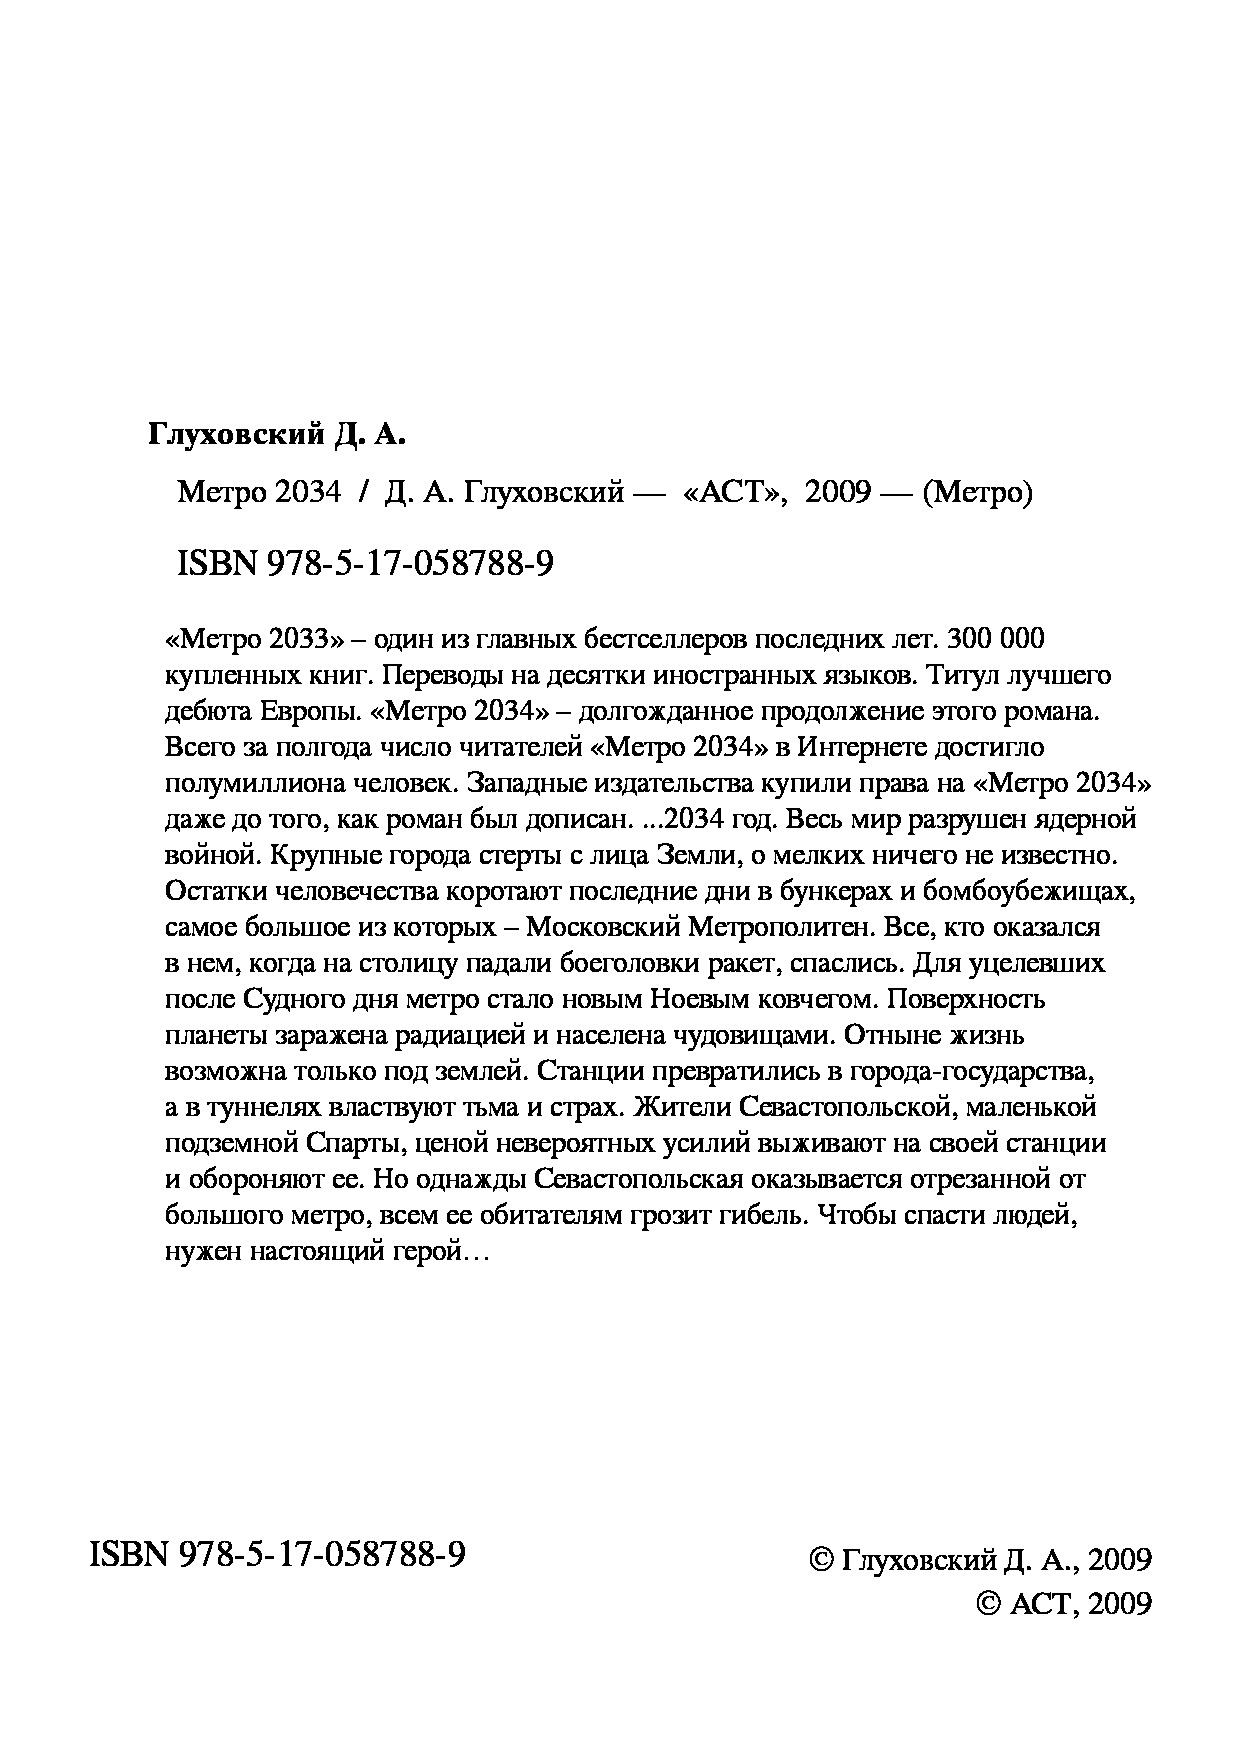 Глуховский Д. А.
Метро 2034 / Д. А. Глуховский — «АСТ», 2009 — (Метро)
ISBN 978-5-17-058788-9
«Метро 2033» – один из главных бестселлеров последних лет. 300 000
купленных книг. Переводы на десятки иностранных языков. Титул лучшего
дебюта Европы. «Метро 2034» – долгожданное продолжение этого романа.
Всего за полгода число читателей «Метро 2034» в Интернете достигло
полумиллиона человек. Западные издательства купили права на «Метро 2034»
даже до того, как роман был дописан. ...2034 год. Весь мир разрушен ядерной
войной. Крупные города стерты с лица Земли, о мелких ничего не известно.
Остатки человечества коротают последние дни в бункерах и бомбоубежищах,
самое большое из которых – Московский Метрополитен. Все, кто оказался
в нем, когда на столицу падали боеголовки ракет, спаслись. Для уцелевших
после Судного дня метро стало новым Ноевым ковчегом. Поверхность
планеты заражена радиацией и населена чудовищами. Отныне жизнь
возможна только под землей. Станции превратились в города-государства,
а в туннелях властвуют тьма и страх. Жители Севастопольской, маленькой
подземной Спарты, ценой невероятных усилий выживают на своей станции
и обороняют ее. Но однажды Севастопольская оказывается отрезанной от
большого метро, всем ее обитателям грозит гибель. Чтобы спасти людей,
нужен настоящий герой…
ISBN 978-5-17-058788-9
© Глуховский Д. А., 2009
© АСТ, 2009